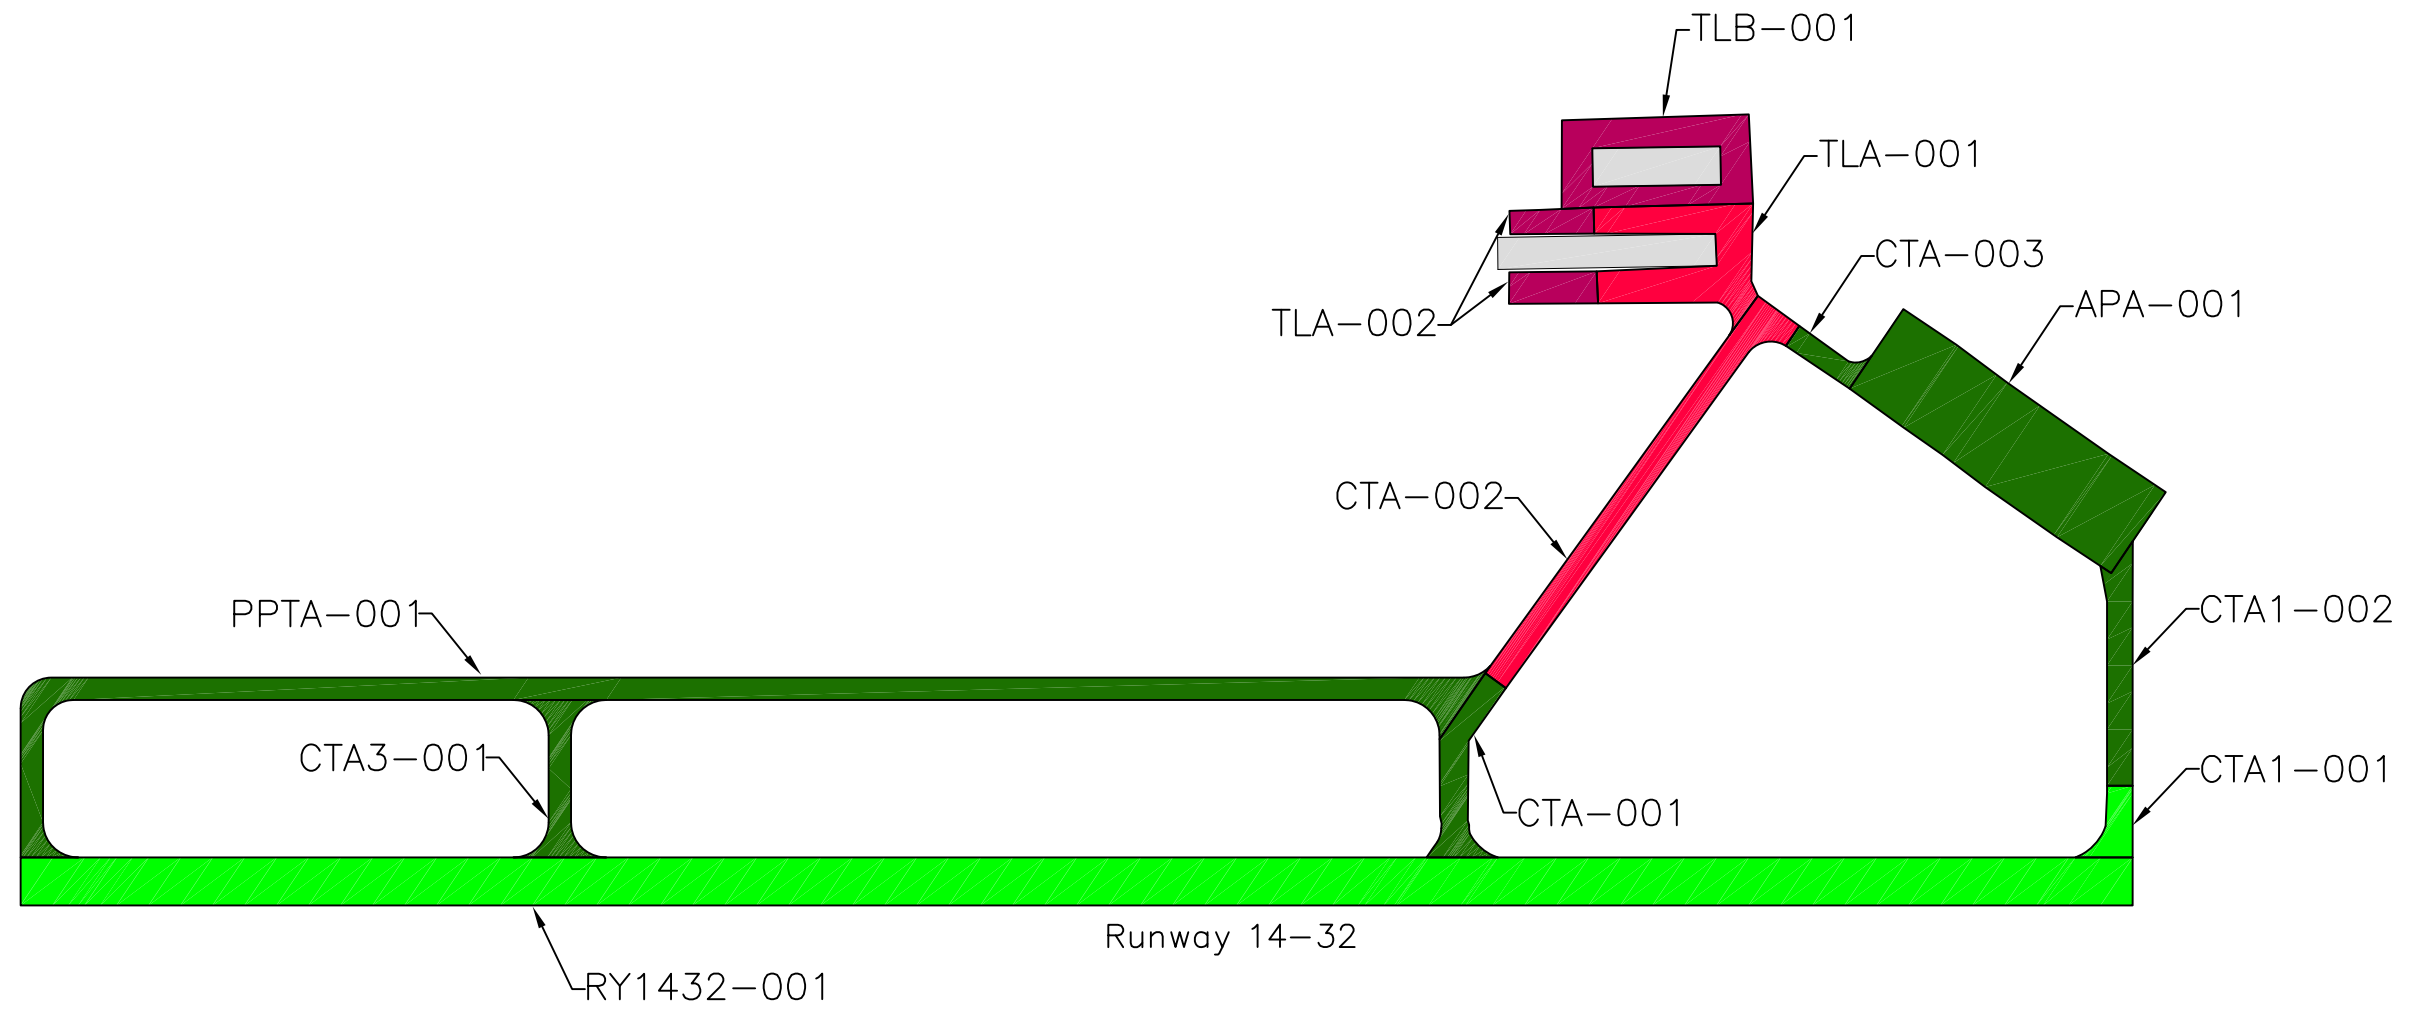 TLB-001
TLA-001
CTA-003
APA-001
TLA-002
CTA-002
PPTA-001
CTA1-002
CTA3-001
CTA1-001
CTA-001
Runway 14-32
RY1432-001